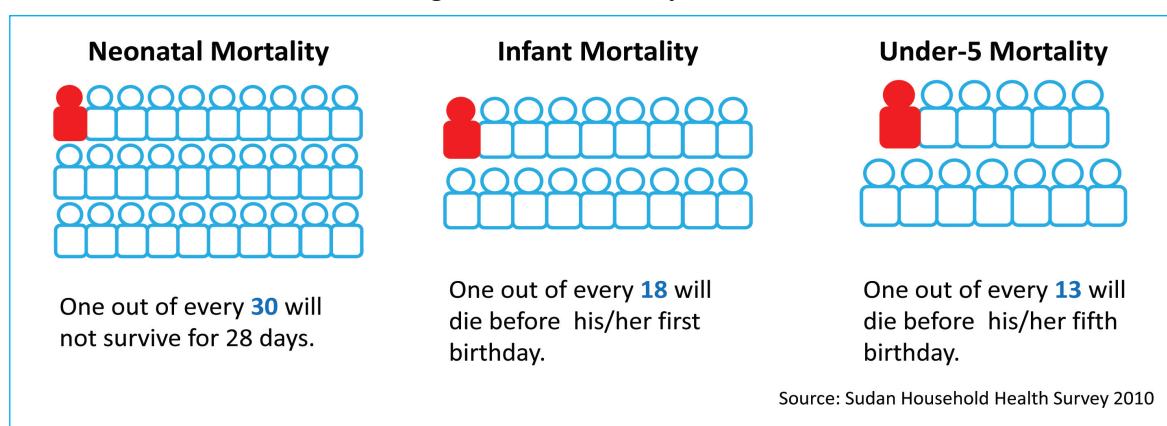 Neonatal Mortality
One out of every 30 will
not survive for 28 days.
Infant Mortality
One out of every 18 will
die before his/her first
birthday.
Under-5 Mortality
One out of every 13 will
die before his/her fifth
birthday.
Source: Sudan Household Health Survey 2010